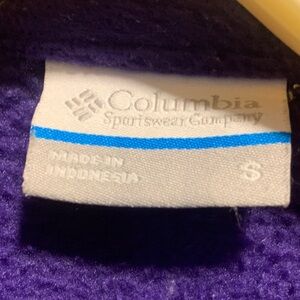 Columbia
Sportswear Company
MADE IN
INDONESIA
S